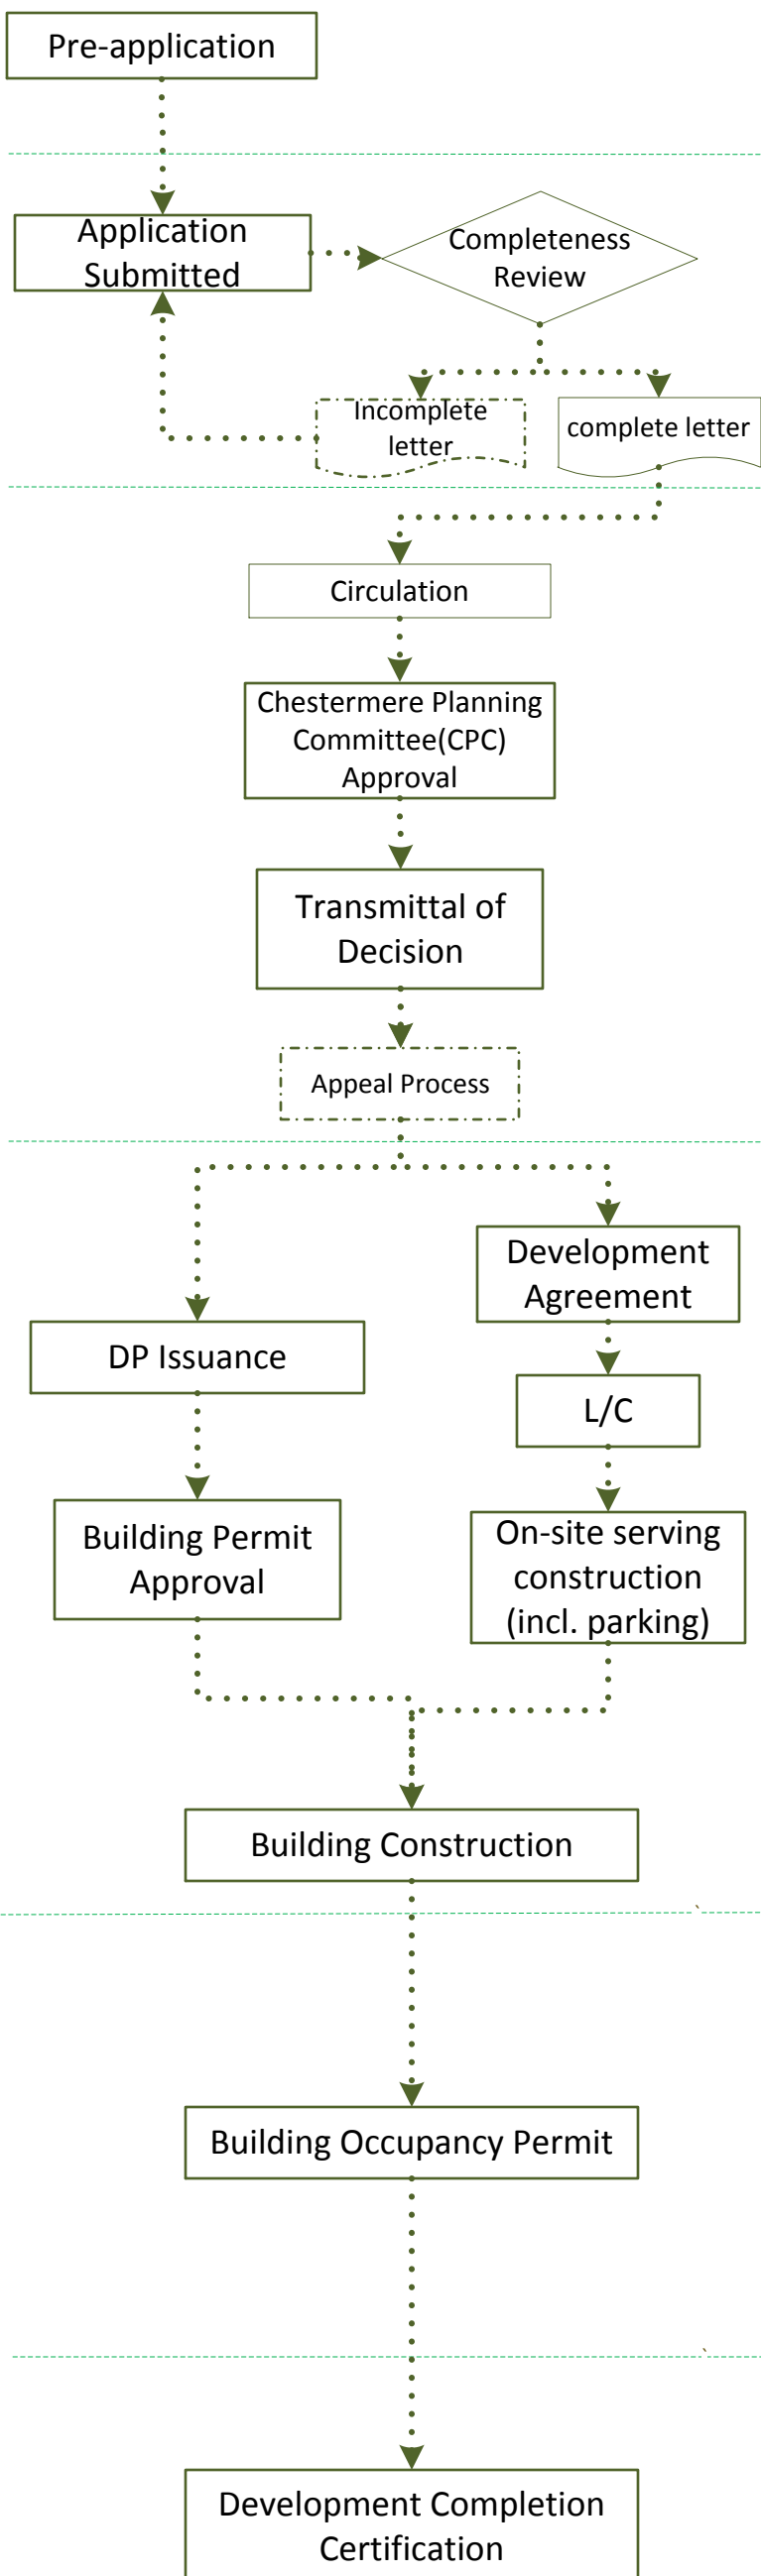 Pre-application
Application
Submitted
Completeness
Review
Incomplete
letter
complete letter
Circulation
Chestermere Planning
Committee(CPC)
Approval
Transmittal of
Decision
Appeal Process
Development
Agreement
DP Issuance
L/C
Building Permit
Approval
On-site serving
construction
(incl. parking)
Building Construction
Building Occupancy Permit
Development Completion
Certification